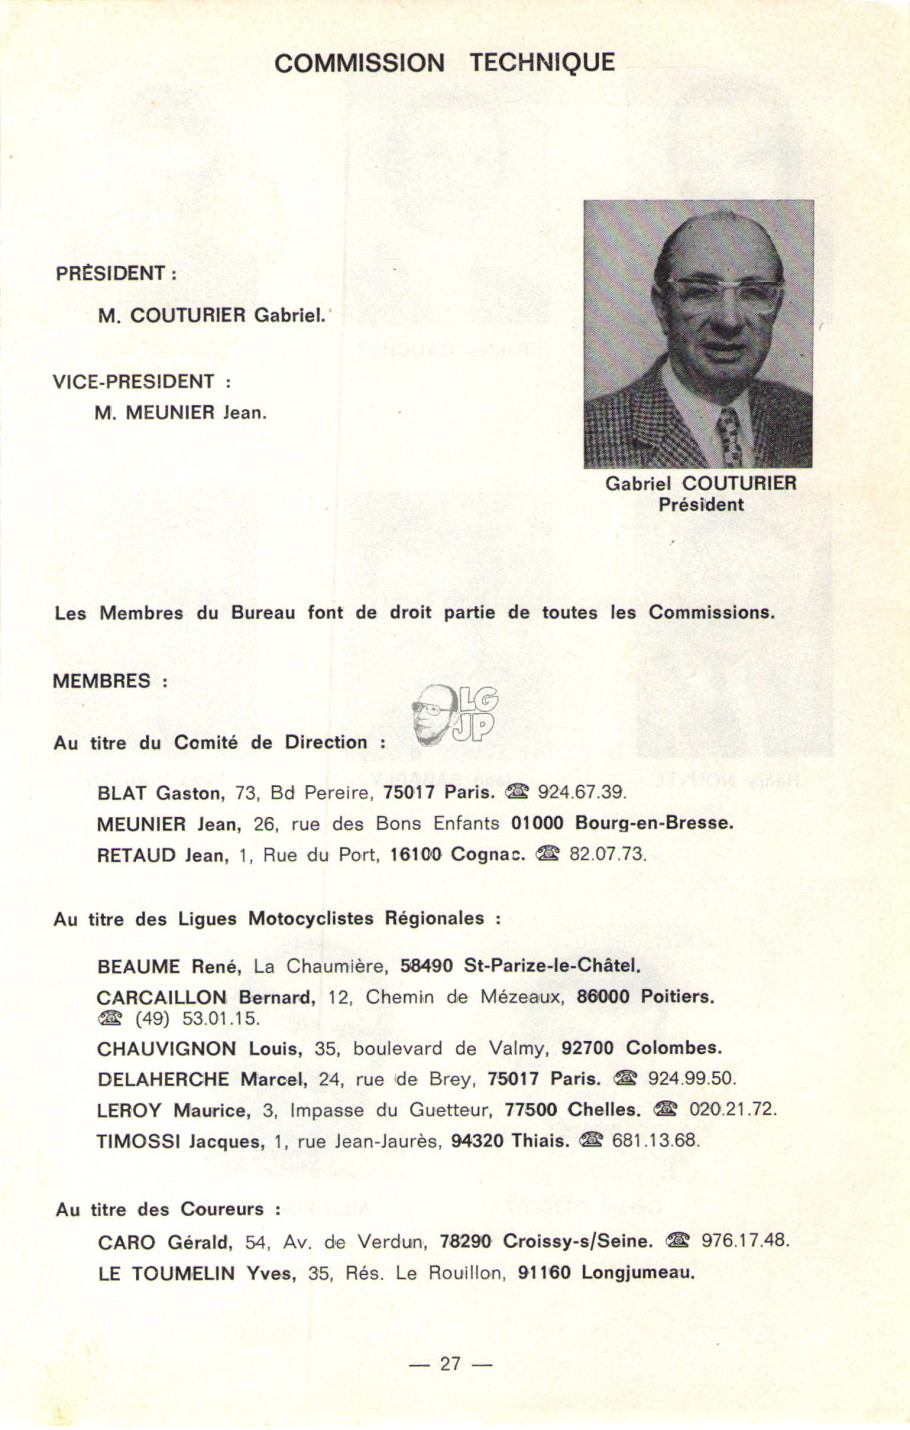 COMMISSION TECHNIQUE
PRÉSIDENT :
M. COUTURIER Gabriel.
VICE-PRESIDENT :
M. MEUNIER Jean.
Gabriel COUTURIER
Président
Les Membres du Bureau font de droit partie de toutes les Commissions.
MEMBRES :
LG
JP
Au titre du Comité de Direction :
BLAT Gaston, 73, Bd Pereire, 75017 Paris. ☎ 924.67.39.
MEUNIER Jean, 26, rue des Bons Enfants 01000 Bourg-en-Bresse.
RETAUD Jean, 1, Rue du Port, 16100 Cognac. ☎ 82.07.73.
Au titre des Ligues Motocyclistes Régionales :
BEAUME René, La Chaumière, 58490 St-Parize-le-Châtel.
CARCAILLON Bernard, 12, Chemin de Mézeaux, 86000 Poitiers.
☎ (49) 53.01.15.
CHAUVIGNON Louis, 35, boulevard de Valmy, 92700 Colombes.
DELAHERCHE Marcel, 24, rue de Brey, 75017 Paris. ☎ 924.99.50.
LEROY Maurice, 3, Impasse du Guetteur, 77500 Chelles. ☎ 020.21.72.
TIMOSSI Jacques, 1, rue Jean-Jaurès, 94320 Thiais. ☎ 681.13.68.
Au titre des Coureurs :
CARO Gérald, 54, Av. de Verdun, 78290 Croissy-s/Seine. ☎ 976.17.48.
LE TOUMELIN Yves, 35, Rés. Le Rouillon, 91160 Longjumeau.
— 27 —